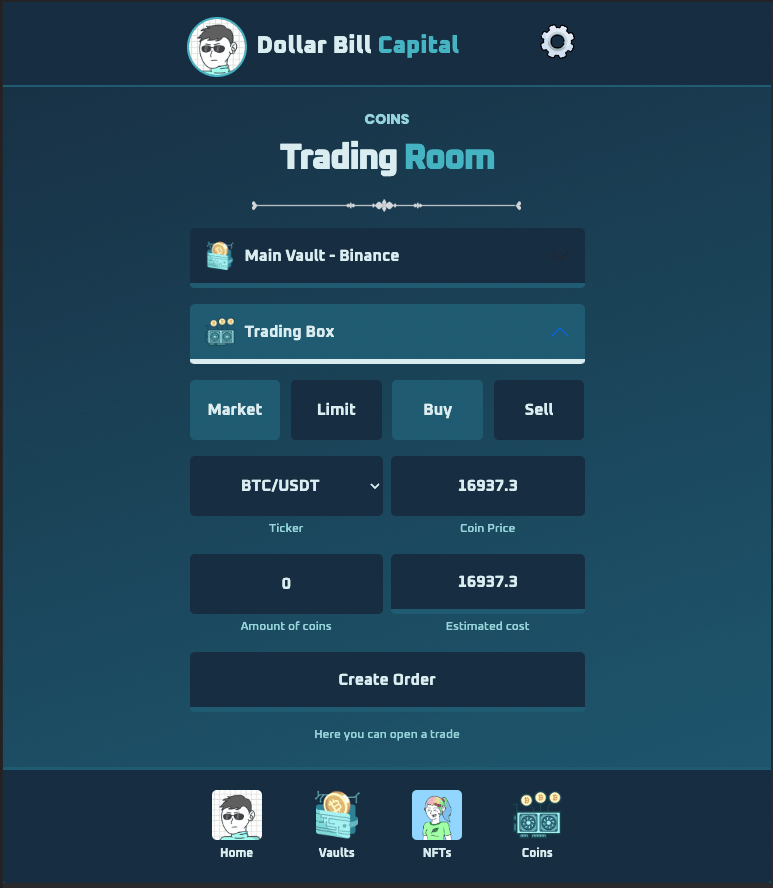 Dollar Bill Capital
COINS
Trading Room
Main Vault - Binance
Trading Box
Market Limit Buy Sell
BTC/USDT 16937.3
Ticker Coin Price
0 16937.3
Amount of coins Estimated cost
Create Order
Here you can open a trade
Home Vaults NFTs Coins